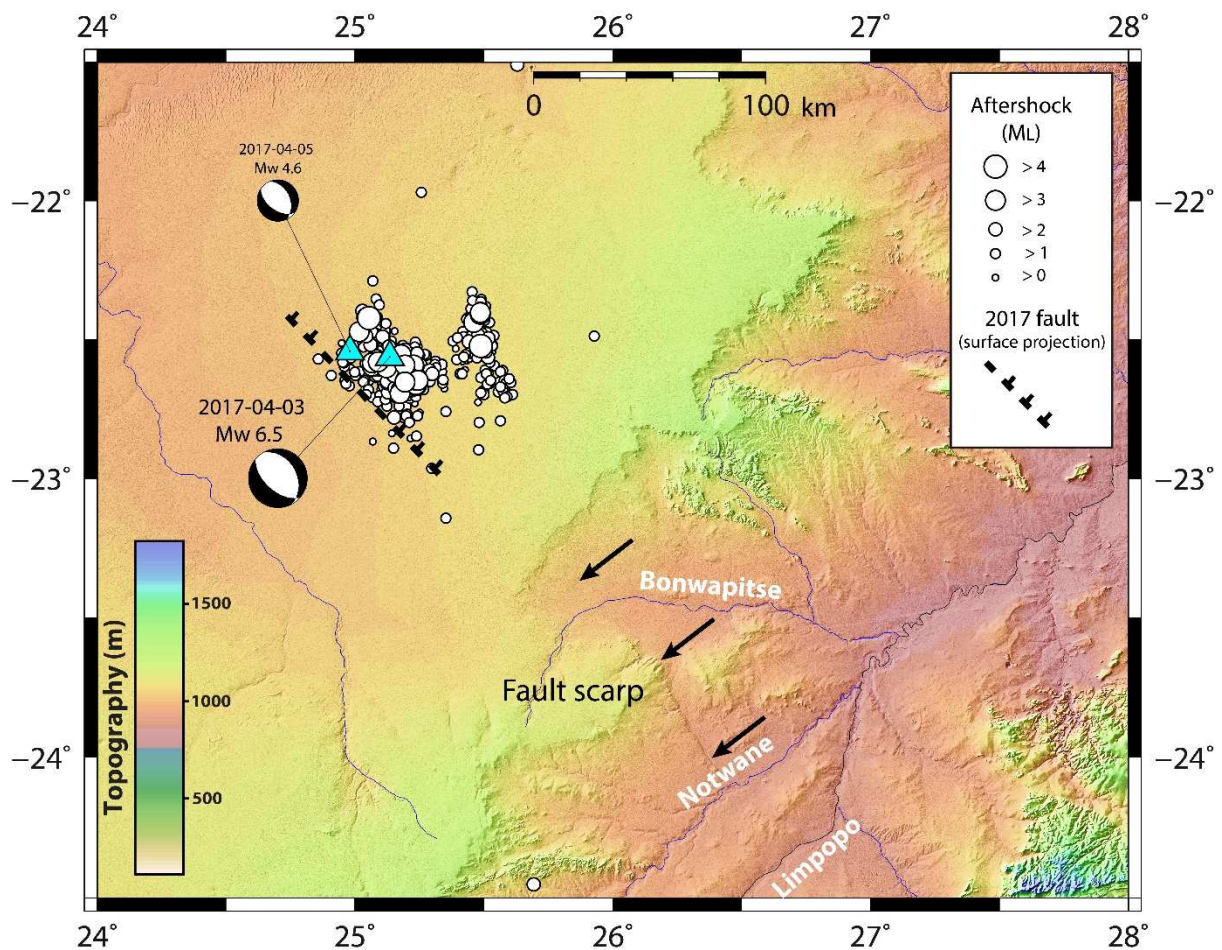 24° 25° 26° 27° 28°
0 100 km
Aftershock
(ML)
> 4
> 3
> 2
> 1
> 0
2017 fault
(surface projection)
2017-04-05
Mw 4.6
−22° −22°
2017-04-03
Mw 6.5
−23° −23°
Bonwapitse
Fault scarp
Notwane
Limpopo
Topography (m)
1500
1000
500
−24° −24°
24° 25° 26° 27° 28°